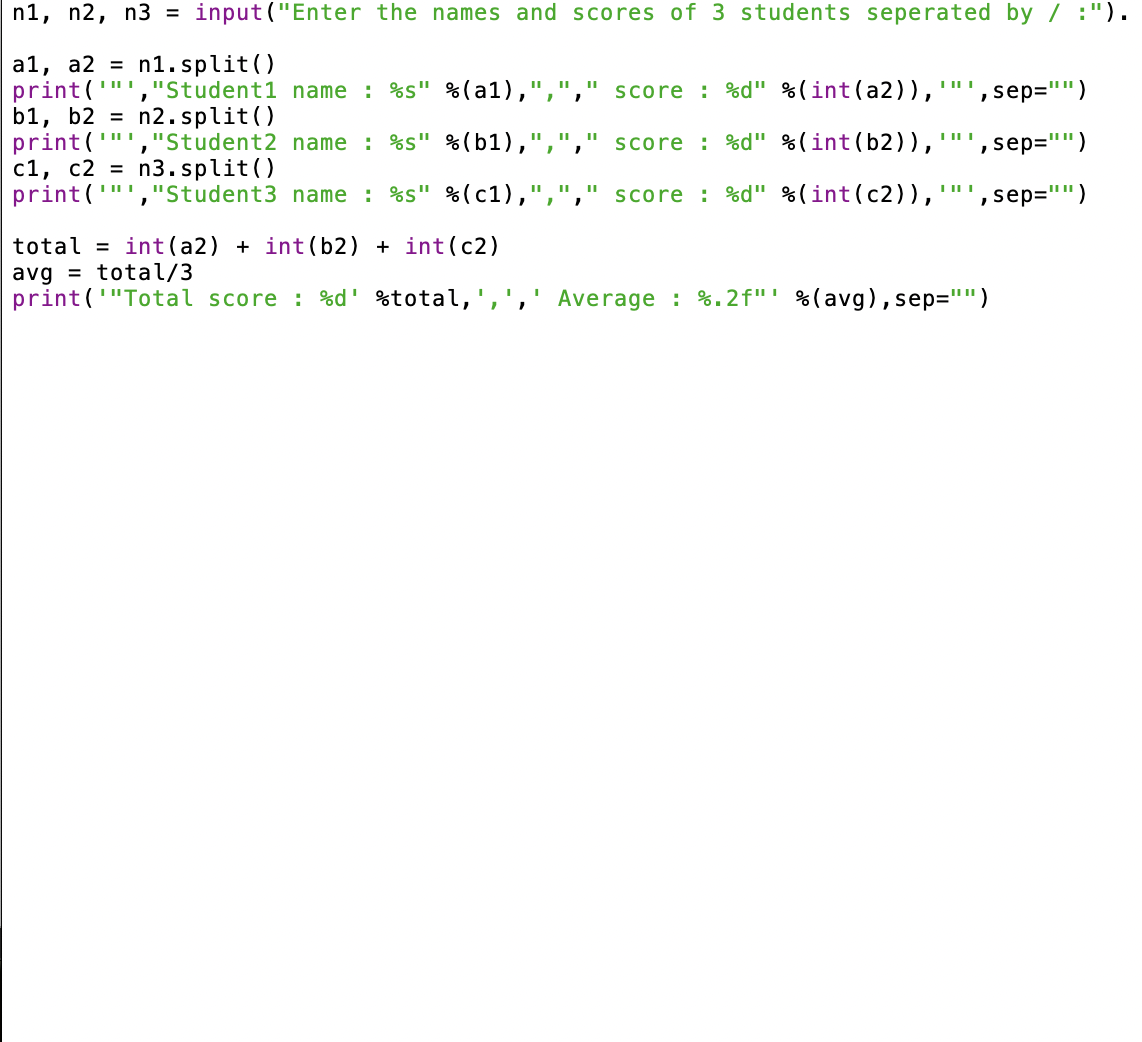 n1, n2, n3 = input("Enter the names and scores of 3 students seperated by / :").
a1, a2 = n1.split()
print('"',"Student1 name : %s" %(a1),","," score : %d" %(int(a2)),'"',sep="")
b1, b2 = n2.split()
print('"',"Student2 name : %s" %(b1),","," score : %d" %(int(b2)),'"',sep="")
c1, c2 = n3.split()
print('"',"Student3 name : %s" %(c1),","," score : %d" %(int(c2)),'"',sep="")
total = int(a2) + int(b2) + int(c2)
avg = total/3
print('"Total score : %d' %total,',',' Average : %.2f"' %(avg),sep="")